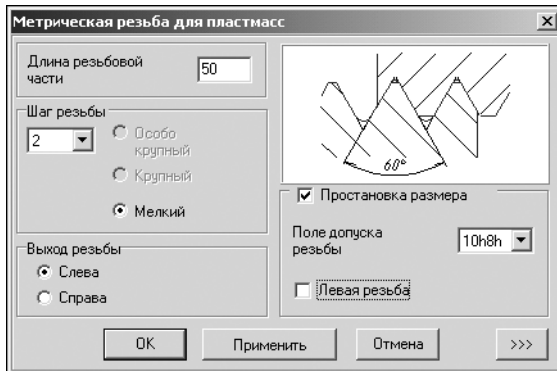 Метрическая резьба для пластмасс
Длина резьбовой
части
50
Шаг резьбы
2
Особо
крупный
Крупный
Мелкий
Выход резьбы
Слева
Справа
60°
Простановка размера
Поле допуска
резьбы
10h8h
Левая резьба
OK
Применить
Отмена
>>>